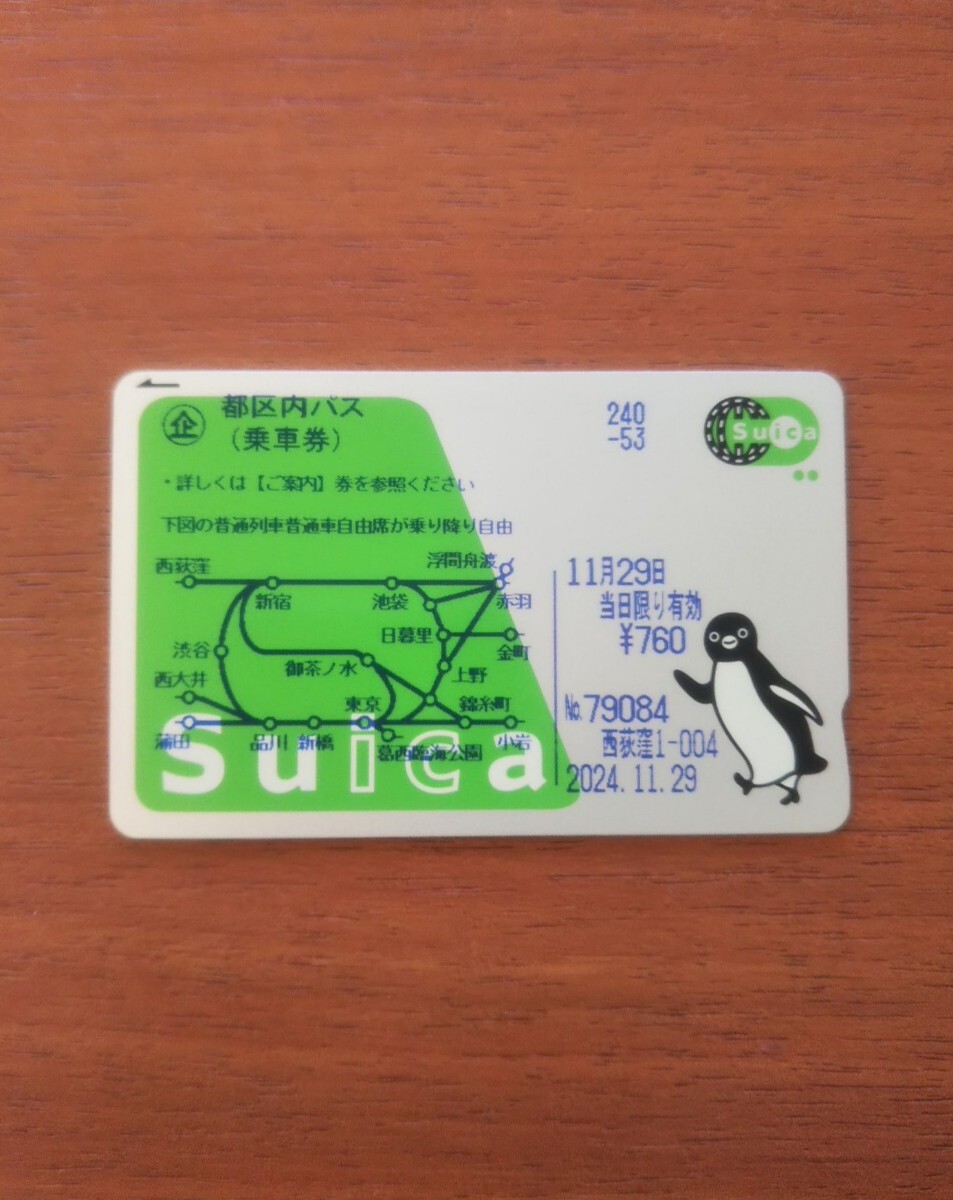 企 都区内パス
(乗車券)
240
-53
Suica
・詳しくは【ご案内】券を参照ください
下図の普通列車普通車自由席が乗り降り自由
西荻窪
新宿
池袋
浮間舟渡
赤羽
日暮里
金町
渋谷
御茶ノ水
上野
西大井
東京
錦糸町
蒲田
品川
新橋
葛西臨海公園
小岩
Suica
11月29日
当日限り有効
¥760
No.79084
西荻窪1-004
2024.11.29